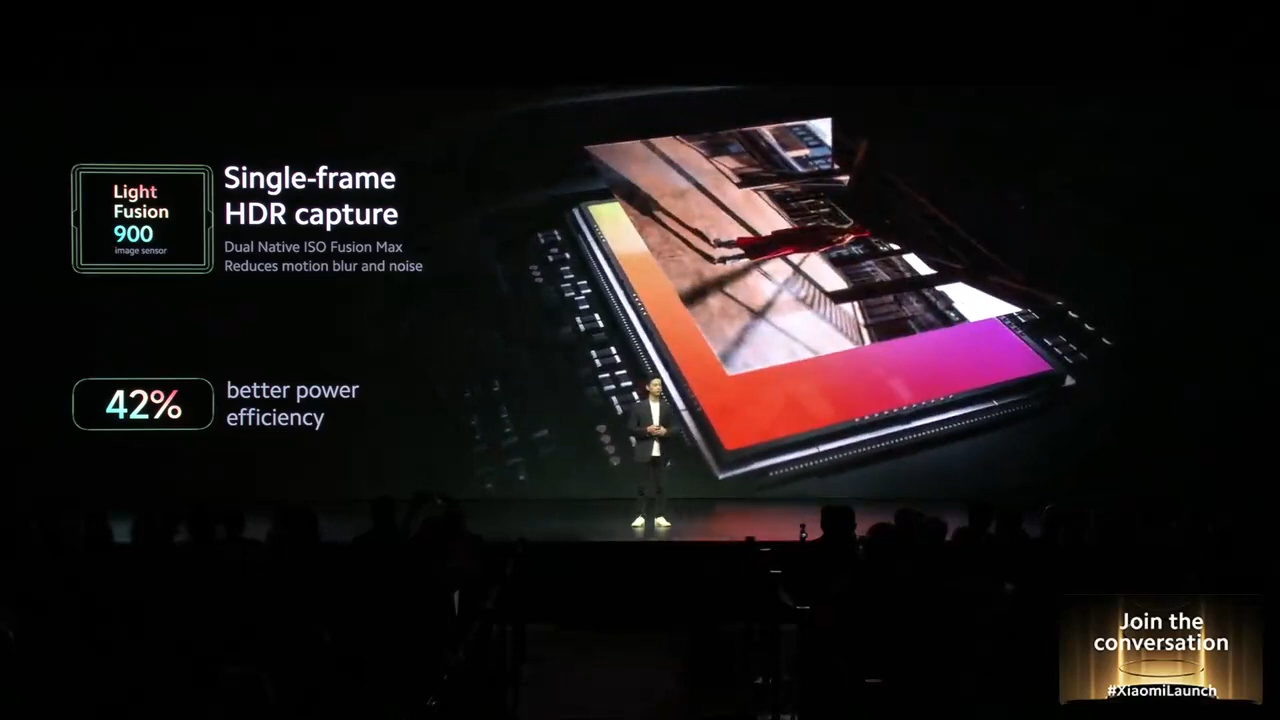 Light
Fusion
900
image sensor
Single-frame
HDR capture
Dual Native ISO Fusion Max
Reduces motion blur and noise
42%
better power
efficiency
Join the
conversation
#XiaomiLaunch